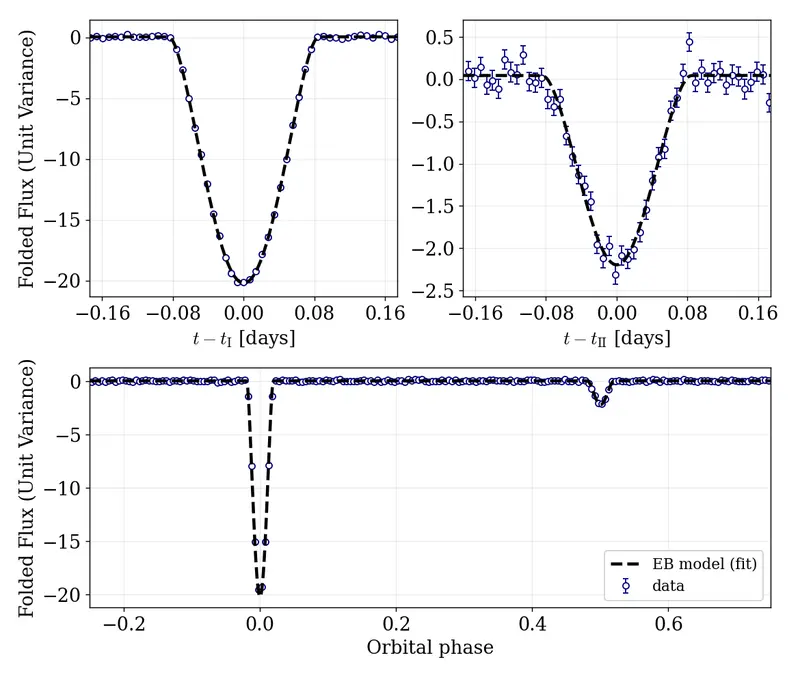 Folded Flux (Unit Variance)
0
−5
−10
−15
−20
−0.16 −0.08 0.00 0.08 0.16
t − tI [days]
0.5
0.0
−0.5
−1.0
−1.5
−2.0
−2.5
−0.16 −0.08 0.00 0.08 0.16
t − tII [days]
Folded Flux (Unit Variance)
0
−5
−10
−15
−20
−0.2 0.0 0.2 0.4 0.6
Orbital phase
EB model (fit)
data